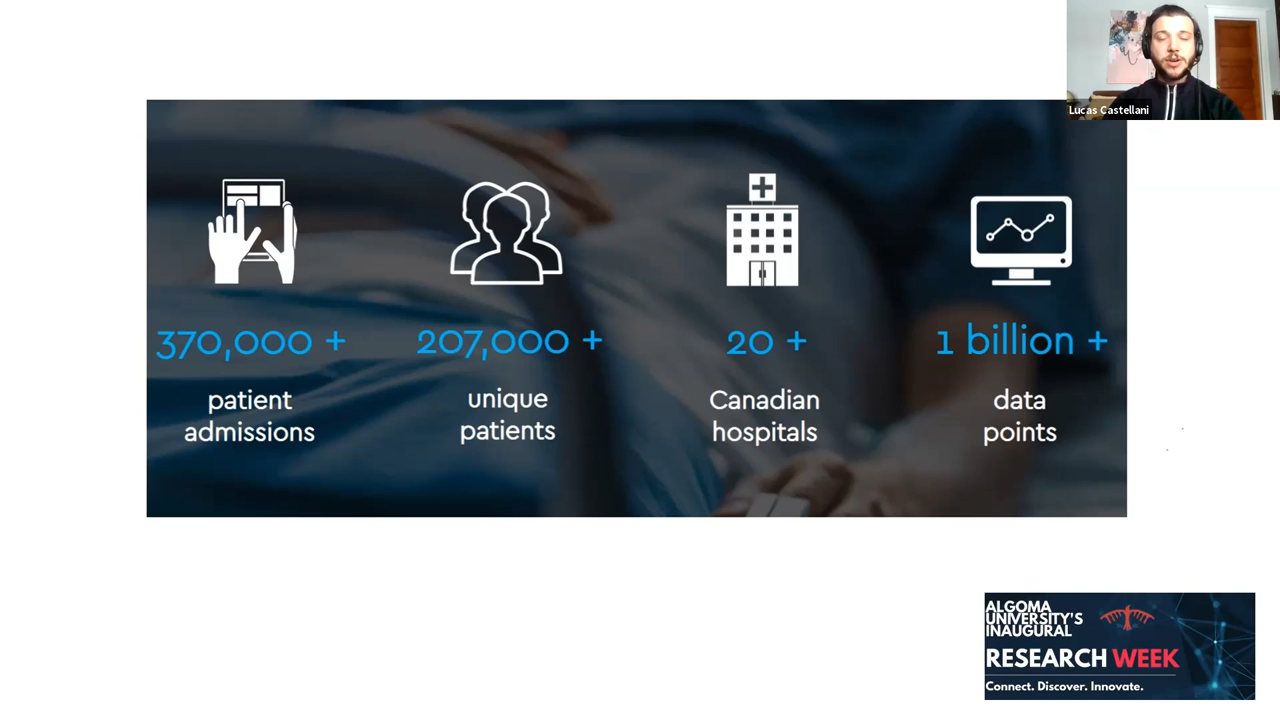 Lucas Castellani
370,000 +
patient
admissions
207,000 +
unique
patients
20 +
Canadian
hospitals
1 billion +
data
points
ALGOMA
UNIVERSITY'S
INAUGURAL
RESEARCH WEEK
Connect. Discover. Innovate.